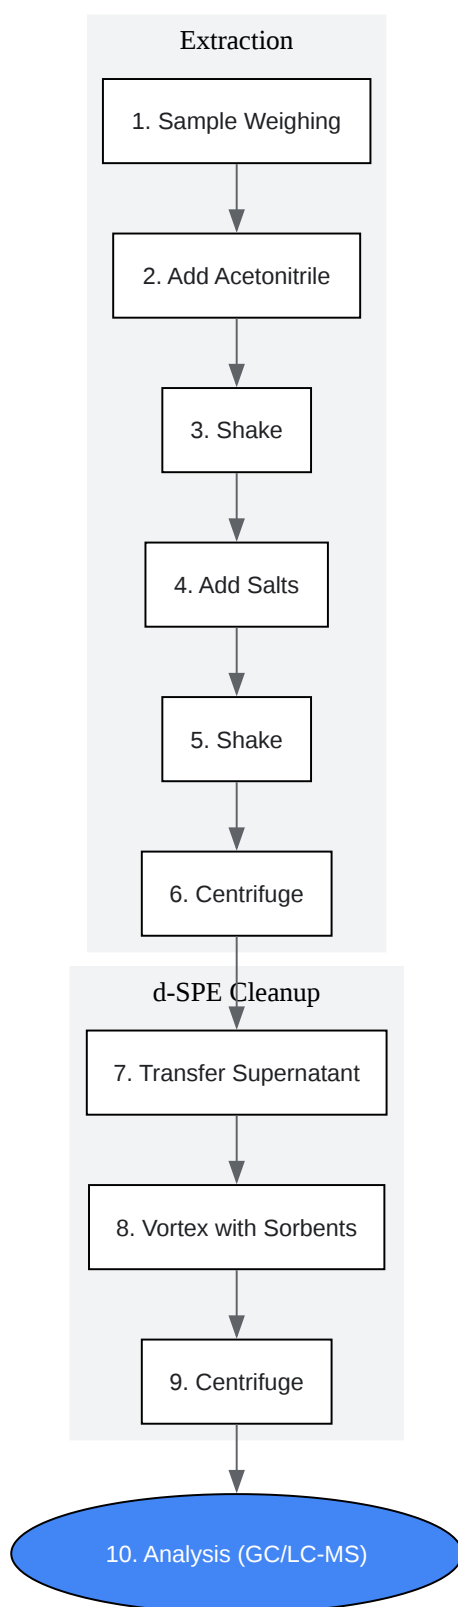 Extraction
1. Sample Weighing
2. Add Acetonitrile
3. Shake
4. Add Salts
5. Shake
6. Centrifuge
d-SPE Cleanup
7. Transfer Supernatant
8. Vortex with Sorbents
9. Centrifuge
10. Analysis (GC/LC-MS)